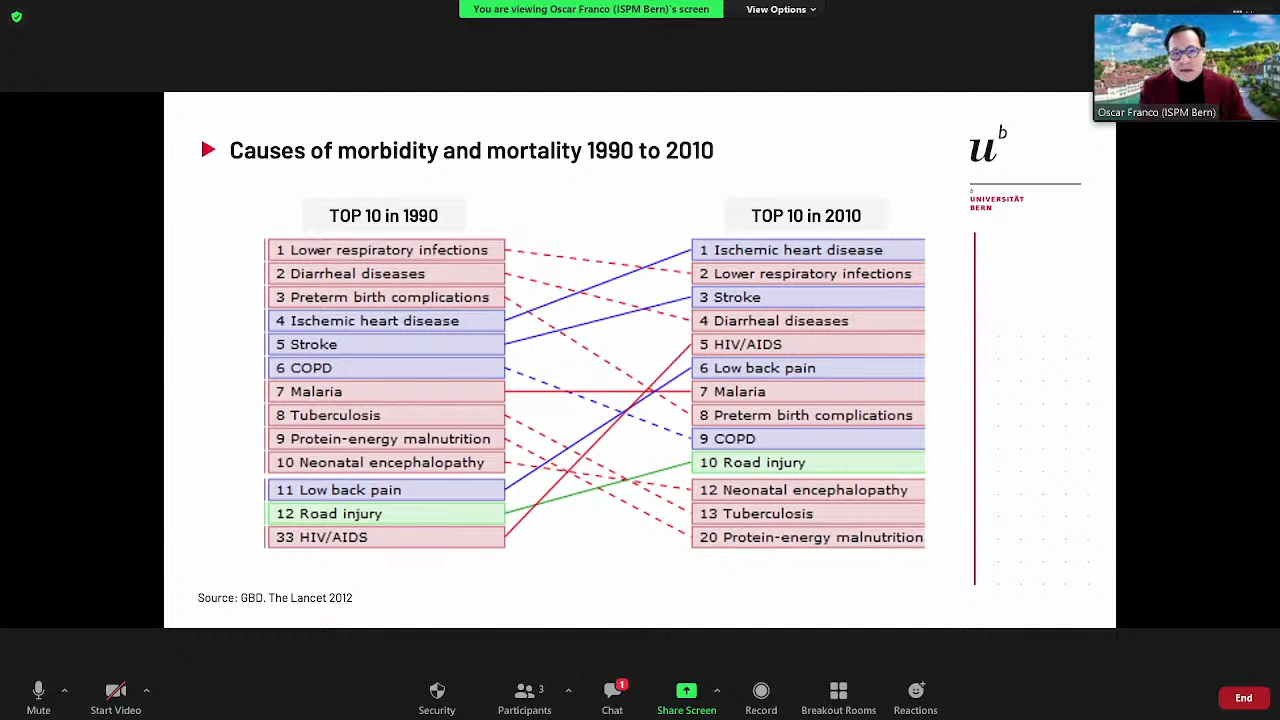 You are viewing Oscar Franco (ISPM Bern)'s screen
View Options
Oscar Franco (ISPM Bern)
Causes of morbidity and mortality 1990 to 2010
u b
b
UNIVERSITÄT
BERN
TOP 10 in 1990
1 Lower respiratory infections
2 Diarrheal diseases
3 Preterm birth complications
4 Ischemic heart disease
5 Stroke
6 COPD
7 Malaria
8 Tuberculosis
9 Protein-energy malnutrition
10 Neonatal encephalopathy
11 Low back pain
12 Road injury
33 HIV/AIDS
TOP 10 in 2010
1 Ischemic heart disease
2 Lower respiratory infections
3 Stroke
4 Diarrheal diseases
5 HIV/AIDS
6 Low back pain
7 Malaria
8 Preterm birth complications
9 COPD
10 Road injury
12 Neonatal encephalopathy
13 Tuberculosis
20 Protein-energy malnutrition
Source: GBD. The Lancet 2012
Mute
Start Video
Security
Participants
3
Chat
1
Share Screen
Record
Breakout Rooms
Reactions
End